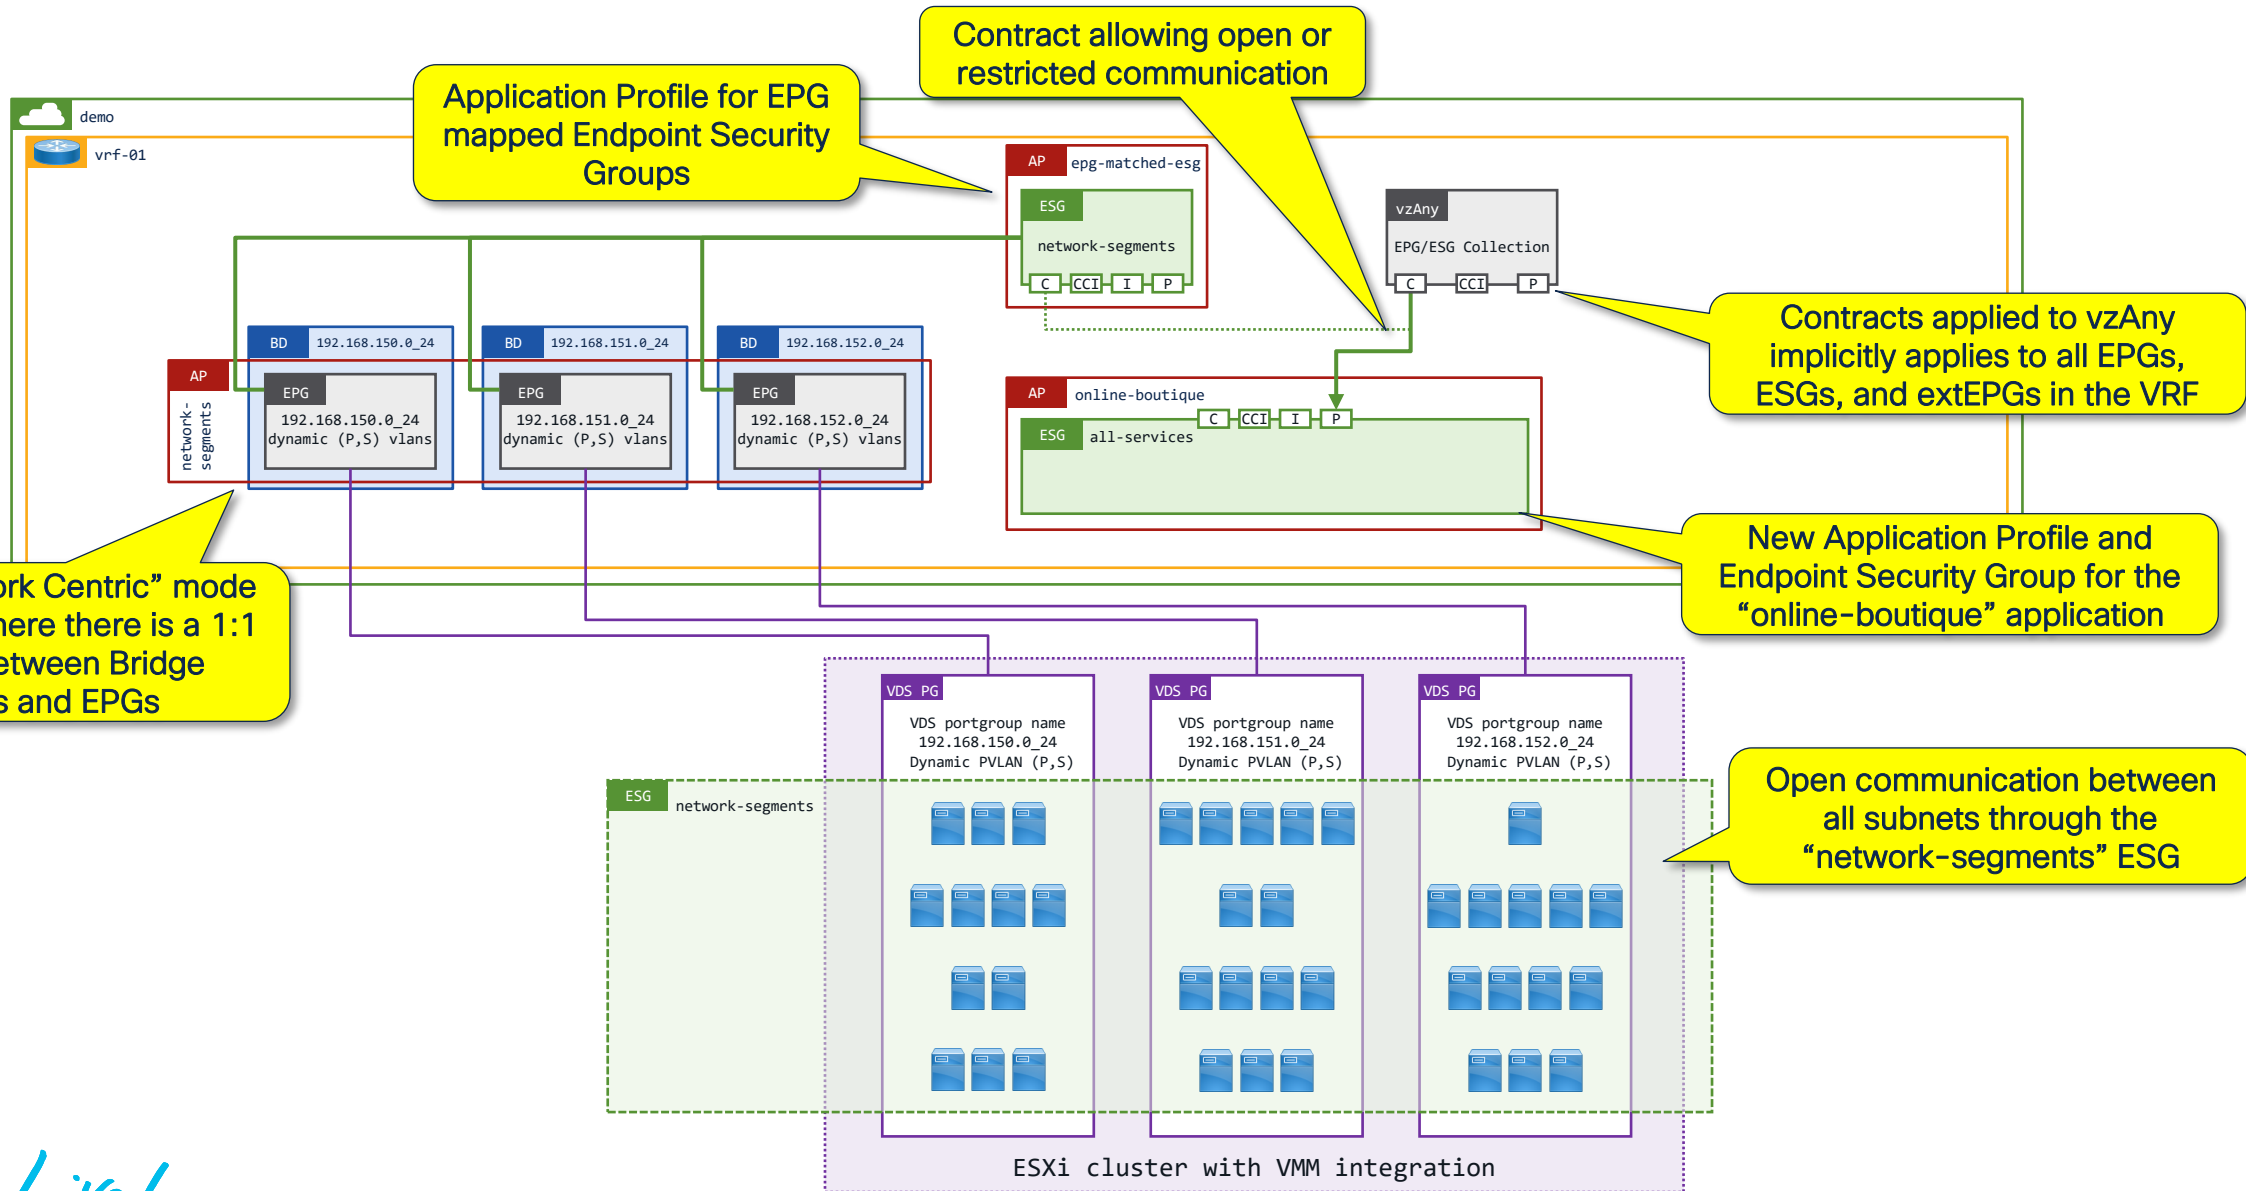 Contract allowing open or
restricted communication
Application Profile for EPG
mapped Endpoint Security
Groups
demo
vrf-01
AP
epg-matched-esg
ESG
network-segments
C
CCI
I
P
vzAny
EPG/ESG Collection
C
CCI
P
Contracts applied to vzAny
implicitly applies to all EPGs,
ESGs, and extEPGs in the VRF
BD
192.168.150.0_24
BD
192.168.151.0_24
BD
192.168.152.0_24
AP
network-
segments
EPG
192.168.150.0_24
dynamic (P,S) vlans
EPG
192.168.151.0_24
dynamic (P,S) vlans
EPG
192.168.152.0_24
dynamic (P,S) vlans
AP
online-boutique
C
CCI
I
P
ESG
all-services
New Application Profile and
Endpoint Security Group for the
“online-boutique” application
ork Centric” mode
here there is a 1:1
etween Bridge
s and EPGs
VDS PG
VDS portgroup name
192.168.150.0_24
Dynamic PVLAN (P,S)
VDS PG
VDS portgroup name
192.168.151.0_24
Dynamic PVLAN (P,S)
VDS PG
VDS portgroup name
192.168.152.0_24
Dynamic PVLAN (P,S)
ESG
network-segments
Open communication between
all subnets through the
“network-segments” ESG
ESXi cluster with VMM integration